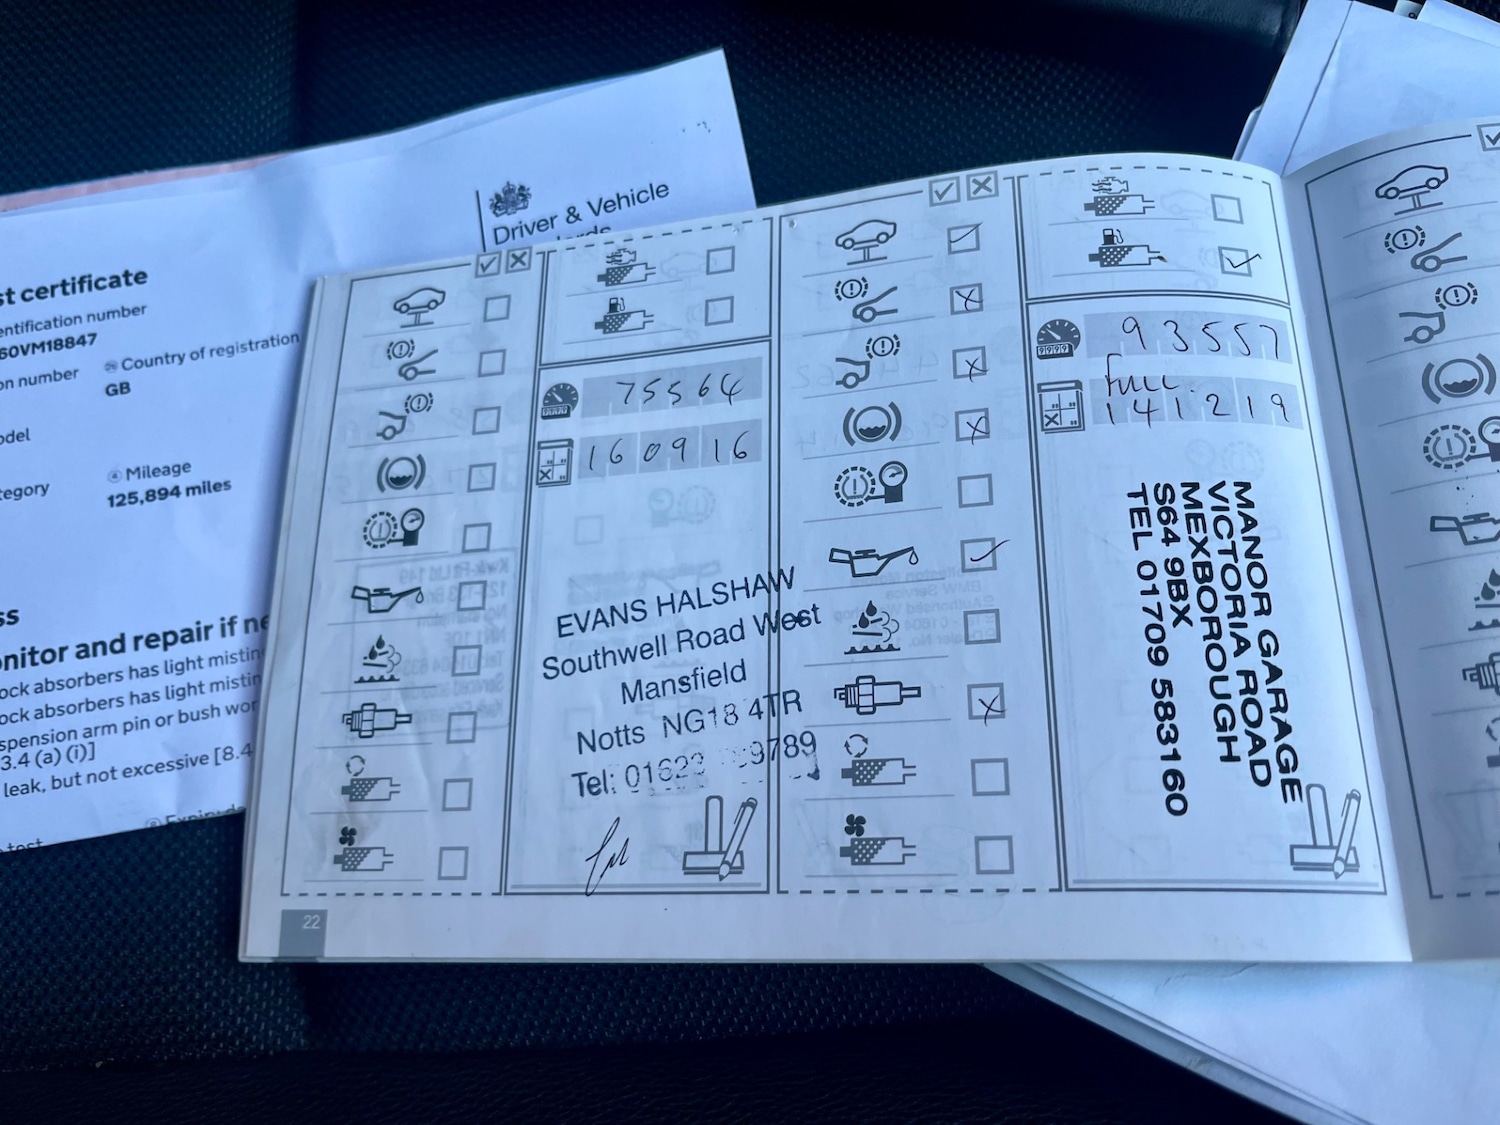 Driver & Vehicle
st certificate
entification number
60VM18847
on number
Country of registration
GB
odel
Mileage
125,894 miles
tegory
ss
onitor and repair if ne
ock absorbers has light mistin
ock absorbers has light mistin
spension arm pin or bush wor
3.4 (a) (i)]
leak, but not excessive [8.4
test
75564
160916
EVANS HALSHAW
Southwell Road West
Mansfield
Notts NG18 4TR
22
93557
FULL
141219
MANOR GARAGE
VICTORIA ROAD
MEXBOROUGH
S64 9BX
TEL 01709 583160